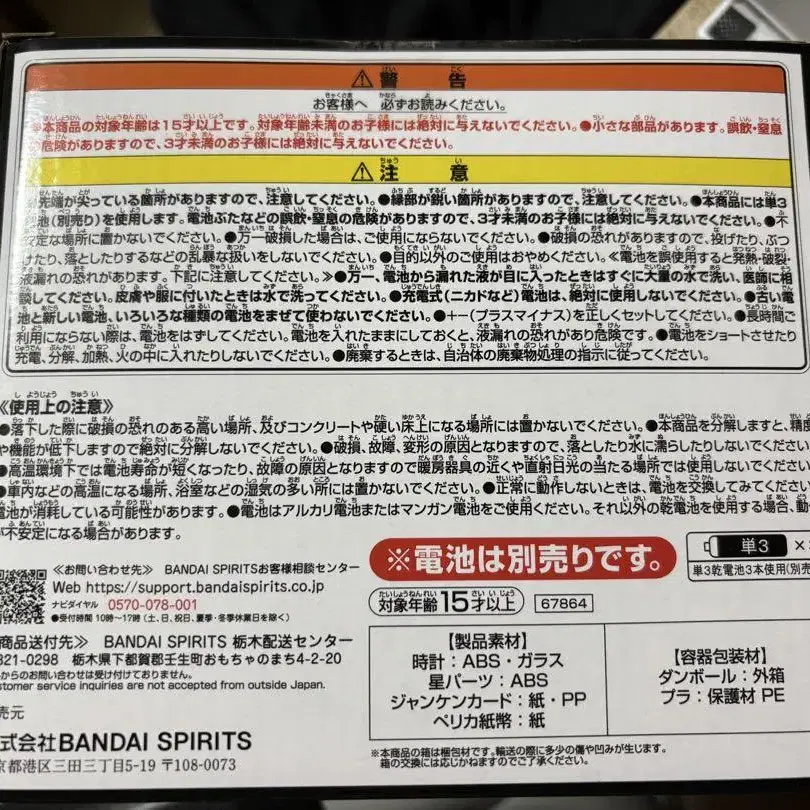 ⚠警告
お客様へ 必ずお読みください。
●本商品の対象年齢は15才以上です。対象年齢未満のお子様には絶対に与えないでください。●小さな部品があります。誤飲・窒息
の危険がありますので、3才未満のお子様には絶対に与えないでください。
⚠注意
先端が尖っている箇所がありますので、注意してください。●縁部が鋭い箇所がありますので、注意してください。●本商品には単3
池(別売り)を使用します。電池ぶたなどの誤飲・窒息の危険がありますので、3才未満のお子様には絶対に与えないでください。●不
定な場所に置かないでください。●万一破損した場合は、ご使用にならないでください。●破損の恐れがありますので、投げたり、ぶつ
けたり、落としたりするなどの乱暴な扱いをしないでください。●目的以外のご使用はおやめください。《電池を誤使用すると発熱・破裂・
液漏れの恐れがあります。下記に注意してください。》●万一、電池から漏れた液が目に入ったときはすぐに大量の水で洗い、医師に相
談してください。皮膚や服に付いたときは水で洗ってください。●充電式(ニカドなど)電池は、絶対に使用しないでください。●古い電
池と新しい電池、いろいろな種類の電池をまぜて使わないでください。●+-(プラスマイナス)を正しくセットしてください。●長時間ご
利用にならない際は、電池をはずしてください。電池を入れたままにしておくと、液漏れの恐れがあり危険です。●電池をショートさせたり
充電、分解、加熱、火の中に入れたりしないでください。●廃棄するときは、自治体の廃棄物処理の指示に従ってください。
《使用上の注意》
●落下した際に破損の恐れのある高い場所、及びコンクリートや硬い床上になる場所には置かないでください。●本商品を分解しますと、精度
や機能が低下しますので絶対に分解しないでください。●破損、故障、変形の原因となりますので、落としたり水に濡らしたりしないでください。
●高温環境下では電池寿命が短くなったり、故障の原因となりますので暖房器具の近くや直射日光の当たる場所では使用しないでください。
●車内などの高温になる場所、浴室などの湿気の多い所には置かないでください。●正常に動作しないときは、電池を交換してみてください。
電池が消耗している可能性があります。●電池はアルカリ電池またはマンガン電池をご使用ください。それ以外の乾電池を使用する場合、動
が不安定になる場合があります。
《お問い合わせ先》 BANDAI SPIRITSお客様相談センター
Web https://support.bandaispirits.co.jp
ナビダイヤル 0570-078-001
●受付時間 10時~17時(土、日、祝日、夏季・冬季休業日を除く)
商品送付先》 BANDAI SPIRITS 栃木配送センター
321-0298 栃木県下都賀郡壬生町おもちゃのまち4-2-20
からのお問い合わせは受け付けておりません。
stomer service inquiries are not accepted from outside Japan.
売元
式会社BANDAI SPIRITS
京都港区三田三丁目5-19 〒108-0073
※電池は別売りです。
単3 ×
単3乾電池3本使用(別売
対象年齢15才以上
67864
【製品素材】
時計:ABS・ガラス
星パーツ:ABS
ジャンケンカード:紙・PP
ペリカ紙幣:紙
【容器包装材】
ダンボール:外箱
プラ:保護材 PE
※本商品の箱は梱包材です。輸送の際に多少の傷や凹みが生じます。
箱の交換には応じかねますのでご了承ください。